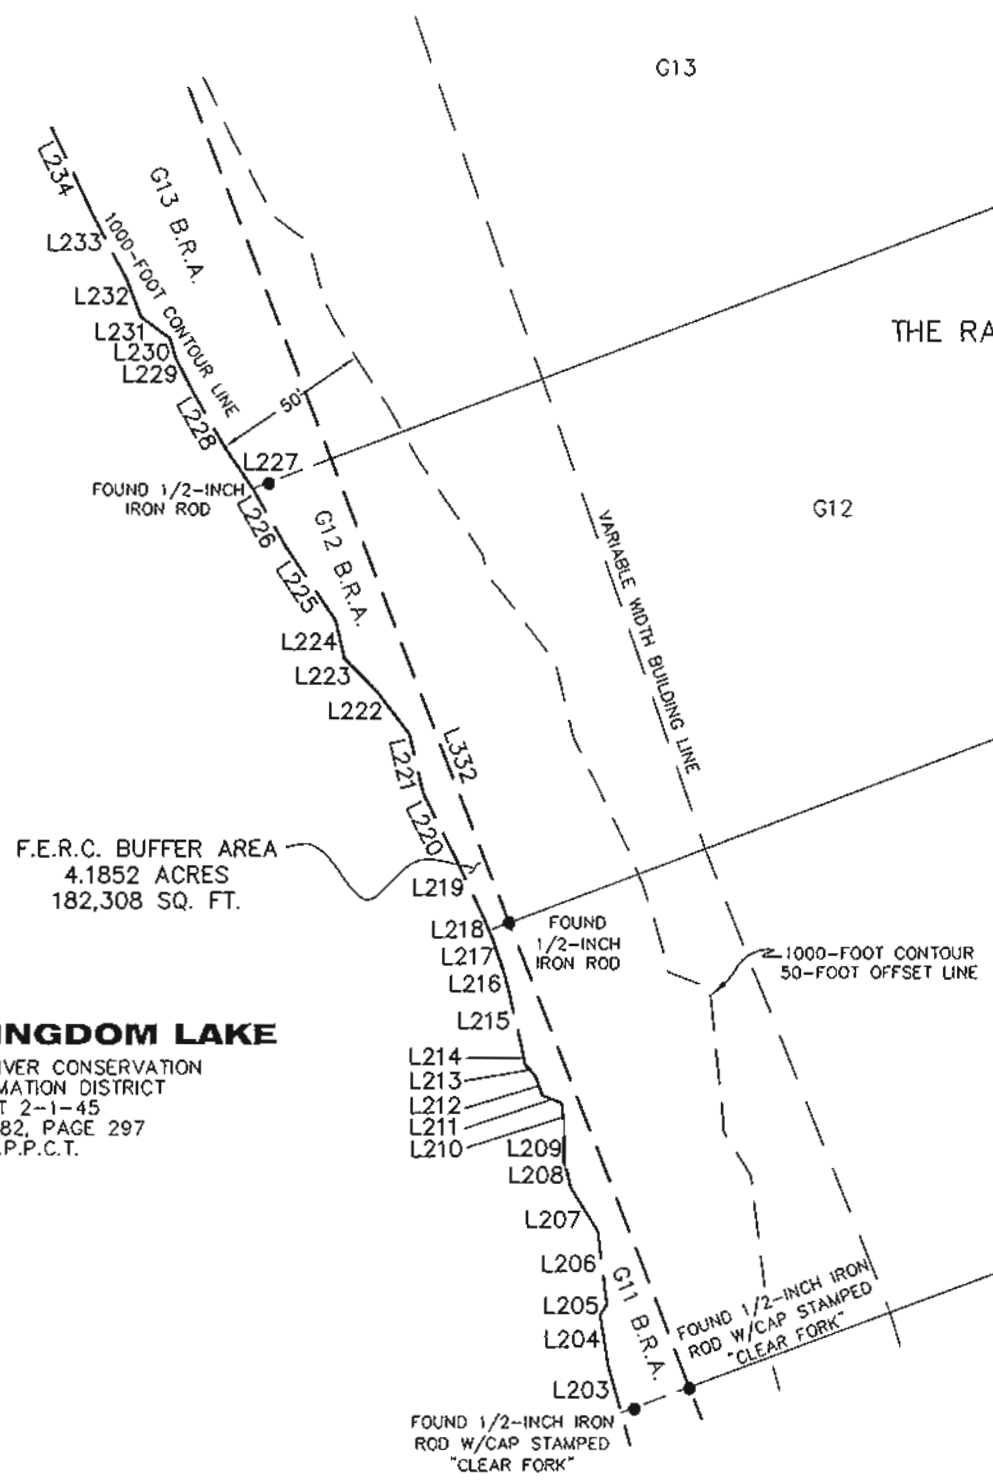 G13
L234
G13 B.R.A.
1000-FOOT CONTOUR LINE
L233
L232
L231
L230
L229
L228
50'
THE RA
L227
FOUND 1/2-INCH
IRON ROD
L226
G12 B.R.A.
G12
VARIABLE WIDTH BUILDING LINE
L225
L224
L223
L222
L221
L332
L220
F.E.R.C. BUFFER AREA
4.1852 ACRES
182,308 SQ. FT.
L219
L218
FOUND
1/2-INCH
IRON ROD
L217
L216
1000-FOOT CONTOUR
50-FOOT OFFSET LINE
L215
INGDOM LAKE
IVER CONSERVATION
MATION DISTRICT
T 2-1-45
82, PAGE 297
.P.P.C.T.
L214
L213
L212
L211
L210
L209
L208
L207
L206
L205
L204
G11 B.R.A.
FOUND 1/2-INCH IRON
ROD W/CAP STAMPED
"CLEAR FORK"
L203
FOUND 1/2-INCH IRON
ROD W/CAP STAMPED
"CLEAR FORK"